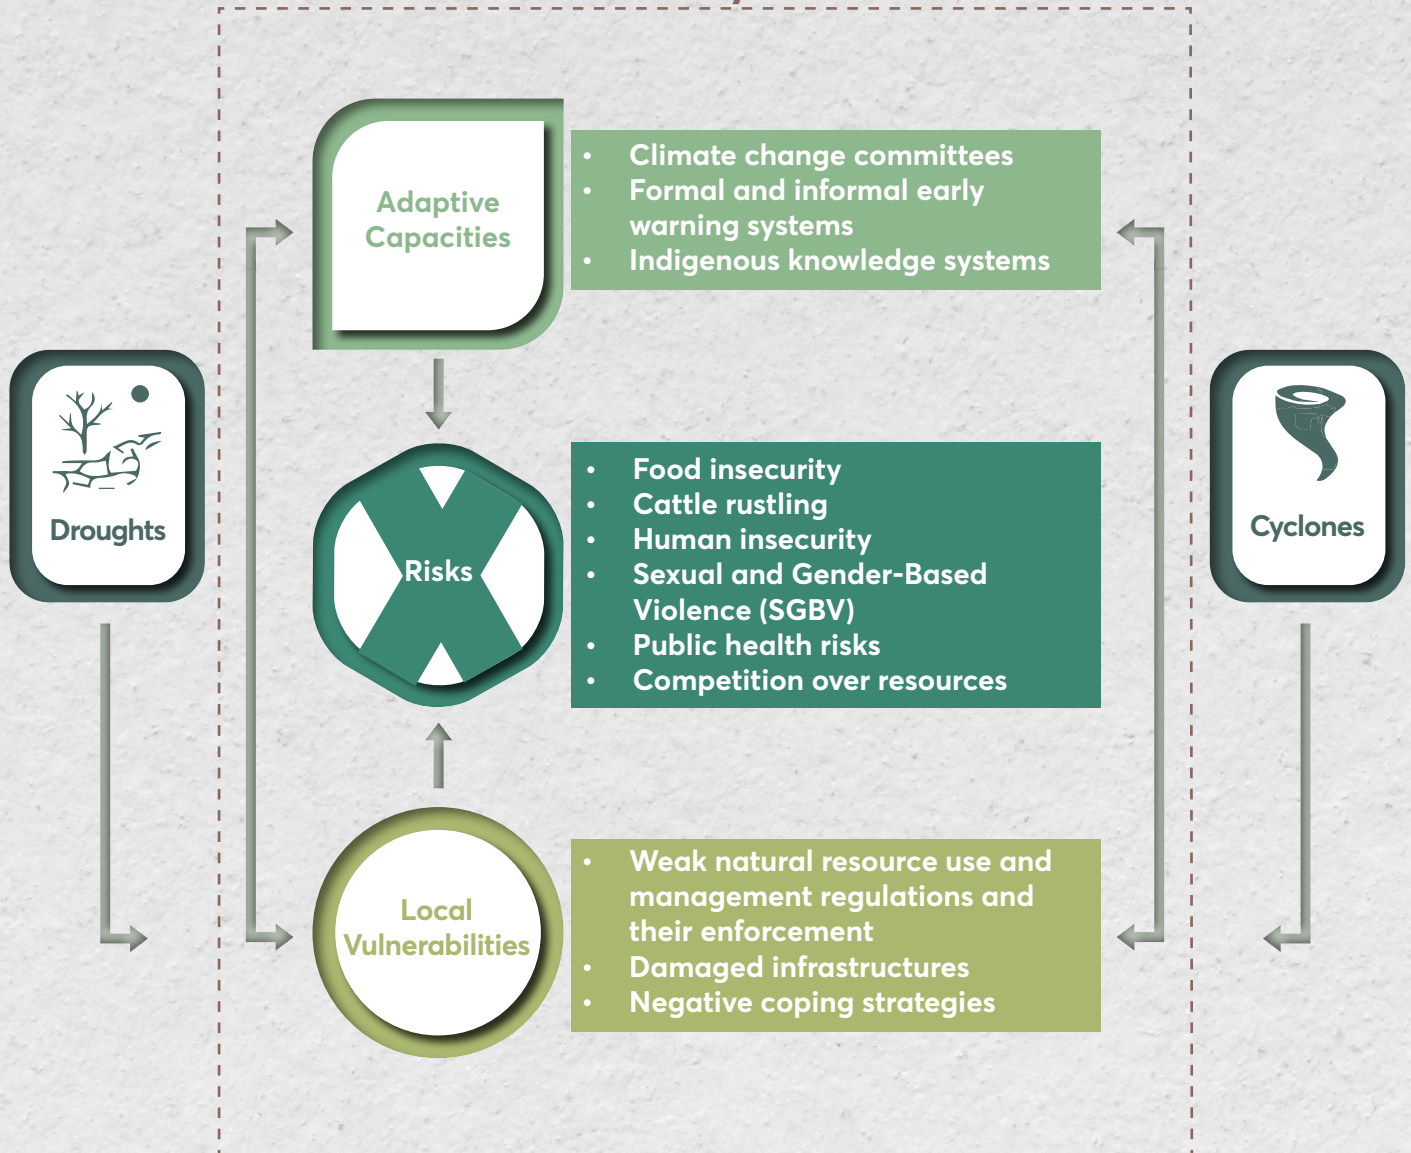 Adaptive
Capacities
• Climate change committees
• Formal and informal early
warning systems
• Indigenous knowledge systems
Droughts
Risks
• Food insecurity
• Cattle rustling
• Human insecurity
• Sexual and Gender-Based
Violence (SGBV)
• Public health risks
• Competition over resources
Cyclones
Local
Vulnerabilities
• Weak natural resource use and
management regulations and
their enforcement
• Damaged infrastructures
• Negative coping strategies